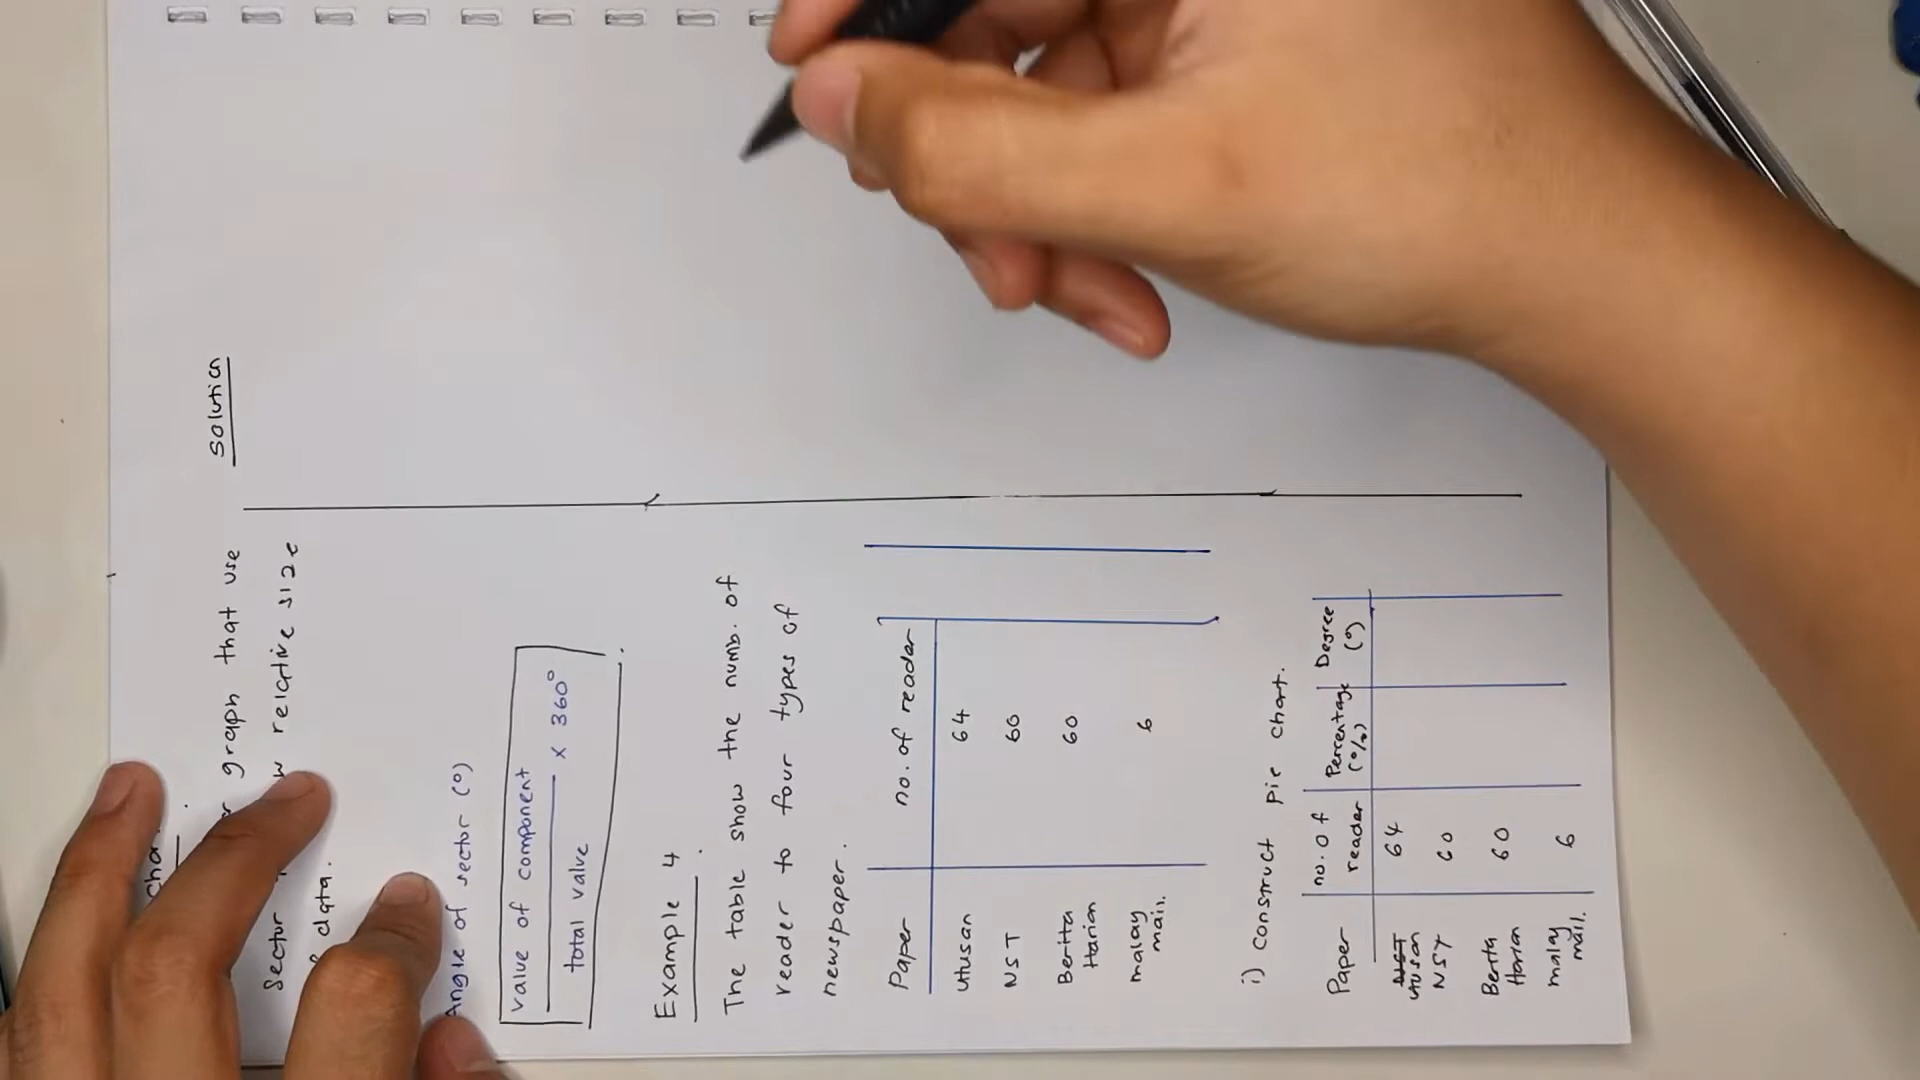 graph that use
Sector relative size
data.
Angle of sector (°)
value of component
total value
x 360°
Example 4.
The table show the numb. of
reader to four types of
newspaper.
Paper no. of reader
Utusan 64
NST 60
Berita 60
Harian
malay 6
mail.
i) Construct pie chart.
Paper no. of reader Percentage (%) Degree (°)
Utusan 64
NST 60
Berita 60
Harian
malay 6
mail.
Solution